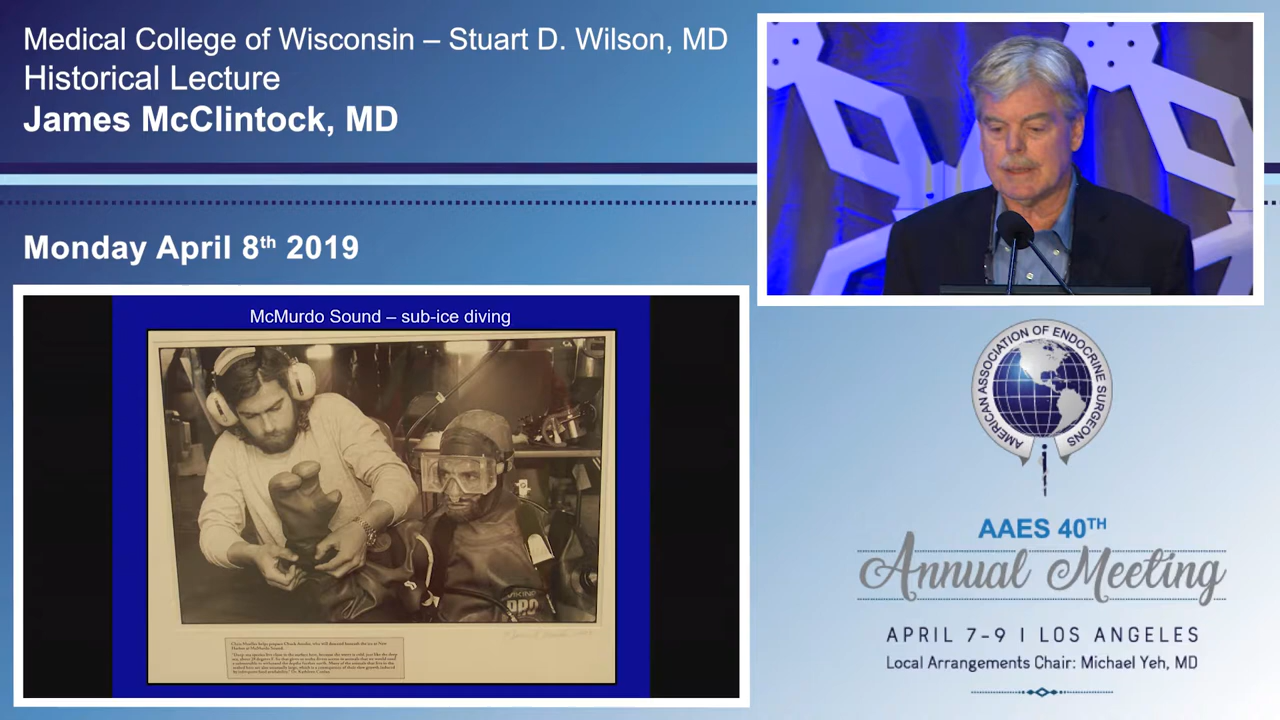 Medical College of Wisconsin – Stuart D. Wilson, MD
Historical Lecture
James McClintock, MD
Monday April 8th 2019
McMurdo Sound – sub-ice diving
VIKING
PRO
AMERICAN ASSOCIATION OF ENDOCRINE SURGEONS
AAES 40TH
Annual Meeting
APRIL 7-9 | LOS ANGELES
Local Arrangements Chair: Michael Yeh, MD